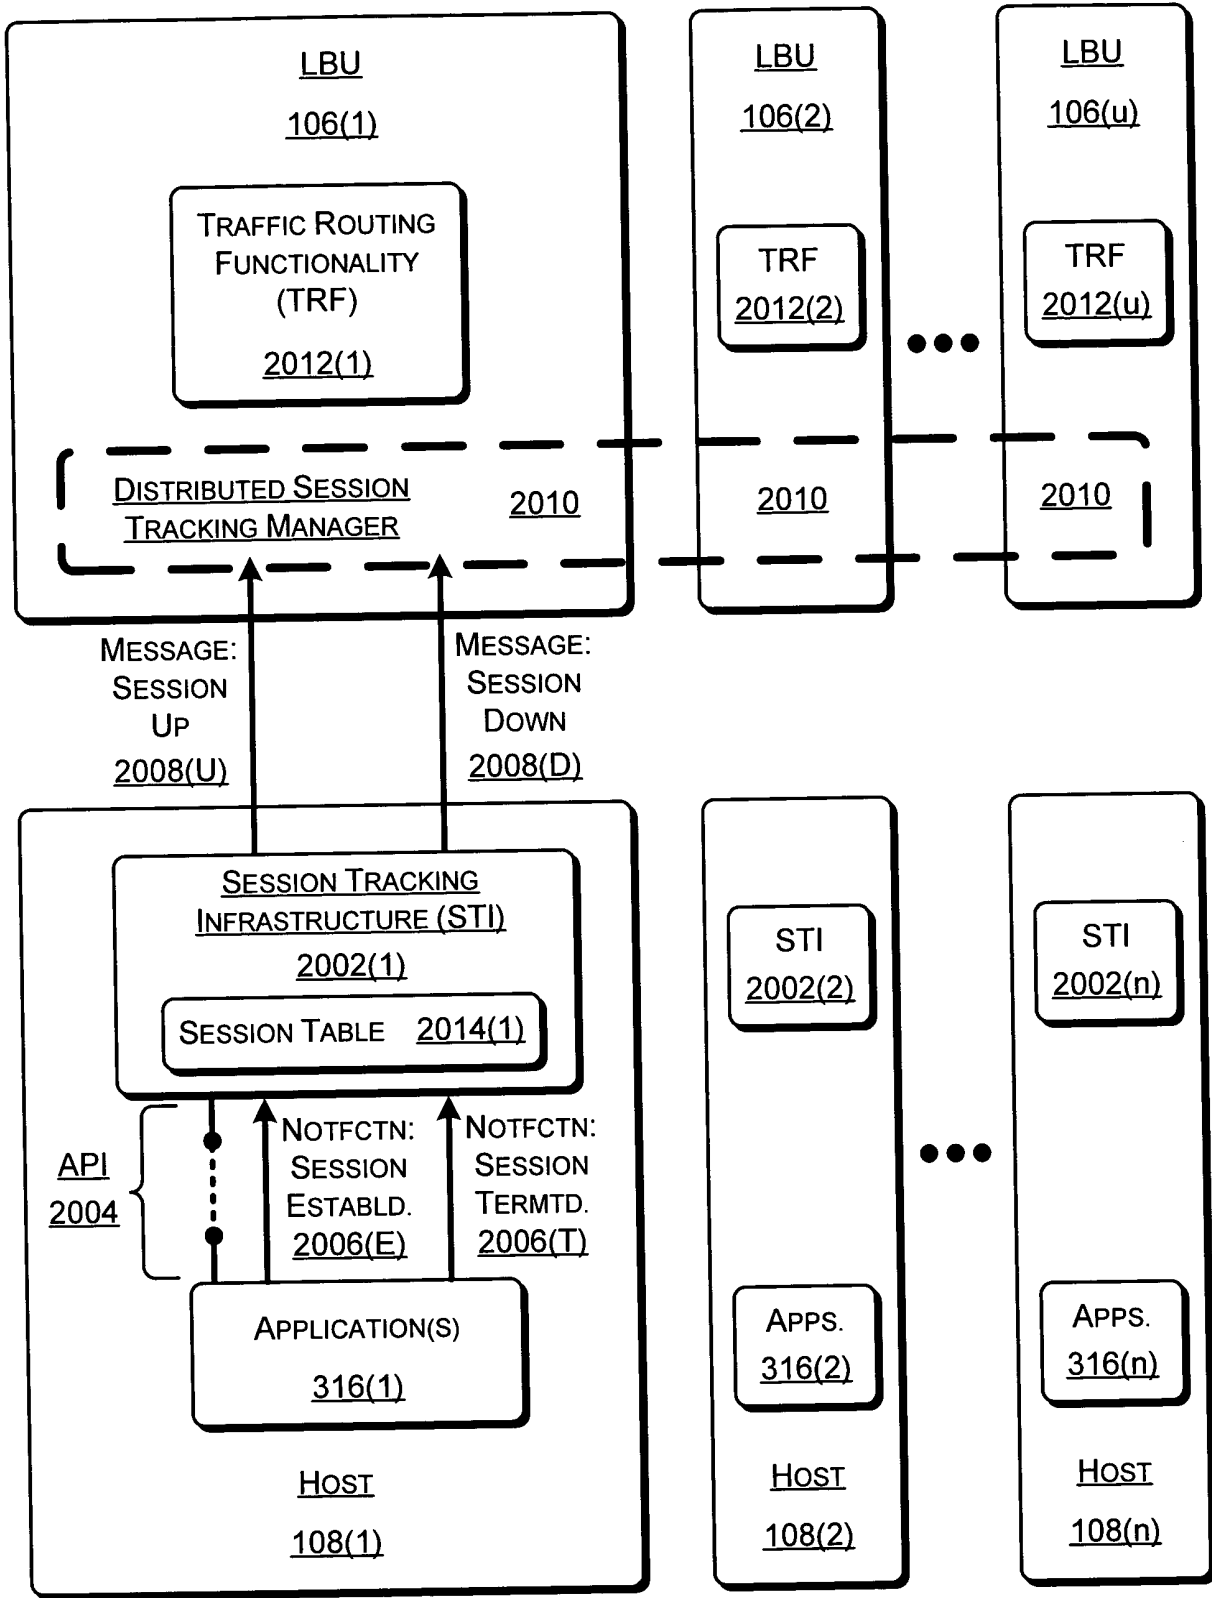 LBU
106(1)
TRAFFIC ROUTING
FUNCTIONALITY
(TRF)
2012(1)
LBU
106(2)
TRF
2012(2)
LBU
106(u)
TRF
2012(u)
DISTRIBUTED SESSION
TRACKING MANAGER
2010
2010
2010
MESSAGE:
SESSION
UP
2008(U)
MESSAGE:
SESSION
DOWN
2008(D)
SESSION TRACKING
INFRASTRUCTURE (STI)
2002(1)
SESSION TABLE 2014(1)
API
2004
NOTFCTN:
SESSION
ESTABLD.
2006(E)
NOTFCTN:
SESSION
TERMTD.
2006(T)
APPLICATION(S)
316(1)
HOST
108(1)
STI
2002(2)
APPS.
316(2)
HOST
108(2)
STI
2002(n)
APPS.
316(n)
HOST
108(n)